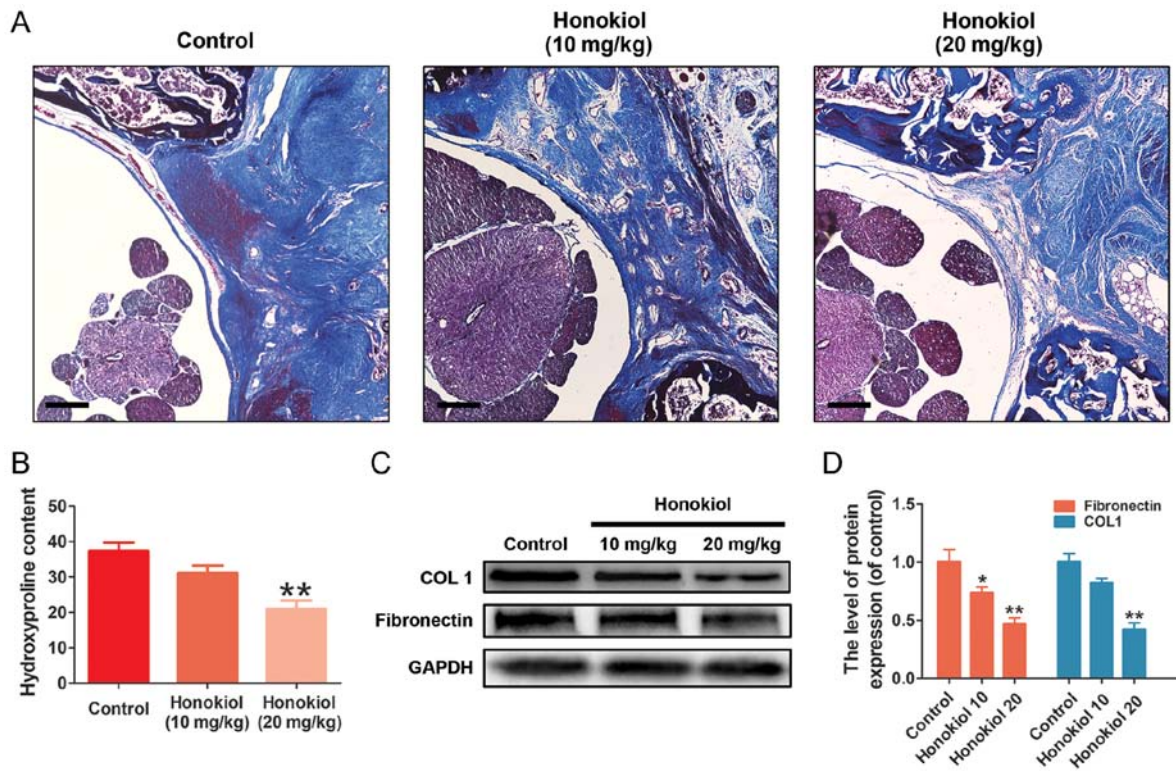 A
Control
Honokiol
(10 mg/kg)
Honokiol
(20 mg/kg)
B
Hydroxyproline content
50
40
30
20
10
0
**
Control
Honokiol
(10 mg/kg)
Honokiol
(20 mg/kg)
C
Honokiol
Control 10 mg/kg 20 mg/kg
COL 1
Fibronectin
GAPDH
D
The level of protein
expression (of control)
1.5
1.0
0.5
0.0
Fibronectin
COL1
*
**
**
Control
Honokiol 10
Honokiol 20
Control
Honokiol 10
Honokiol 20